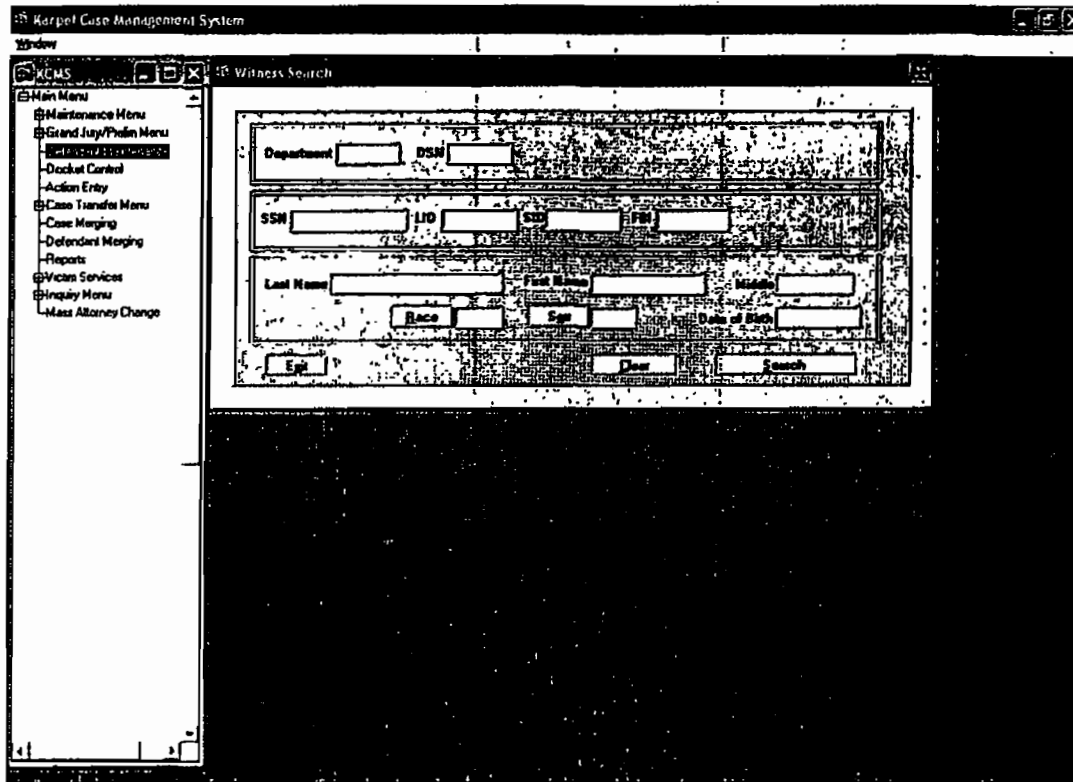 Karpel Case Management System
Window
KCMS
Main Menu
Maintenance Menu
Grand Jury/Prelim Menu
Docket Control
Action Entry
Case Transfer Menu
Case Merging
Defendant Merging
Reports
Victim Services
Inquiry Menu
Mass Attorney Change
Witness Search
Department DSN
SSN LID SID FBI
Last Name First Name Middle
Race Sex Date of Birth
Exit Clear Search